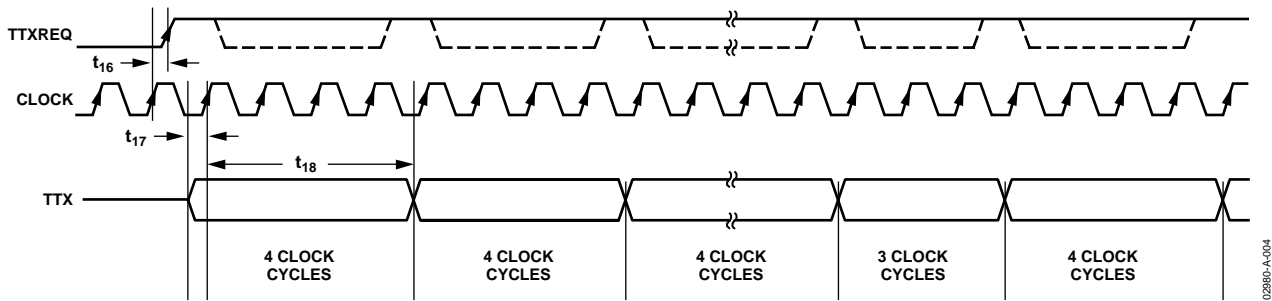 TTXREQ
t16
CLOCK
t17
t18
TTX
4 CLOCK
CYCLES
4 CLOCK
CYCLES
4 CLOCK
CYCLES
3 CLOCK
CYCLES
4 CLOCK
CYCLES
02980-A-004